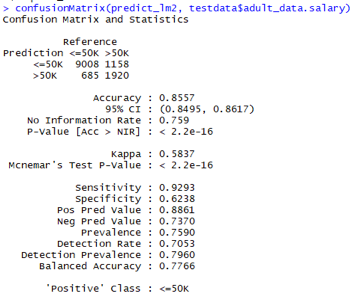 > confusionMatrix(predict_lm2, testdata$adult_data.salary)
Confusion Matrix and Statistics
Reference
Prediction <=50K >50K
<=50K 9008 1158
>50K 685 1920
Accuracy : 0.8557
95% CI : (0.8495, 0.8617)
No Information Rate : 0.759
P-Value [Acc > NIR] : < 2.2e-16
Kappa : 0.5837
Mcnemar's Test P-Value : < 2.2e-16
Sensitivity : 0.9293
Specificity : 0.6238
Pos Pred Value : 0.8861
Neg Pred Value : 0.7370
Prevalence : 0.7590
Detection Rate : 0.7053
Detection Prevalence : 0.7960
Balanced Accuracy : 0.7766
'Positive' Class : <=50K